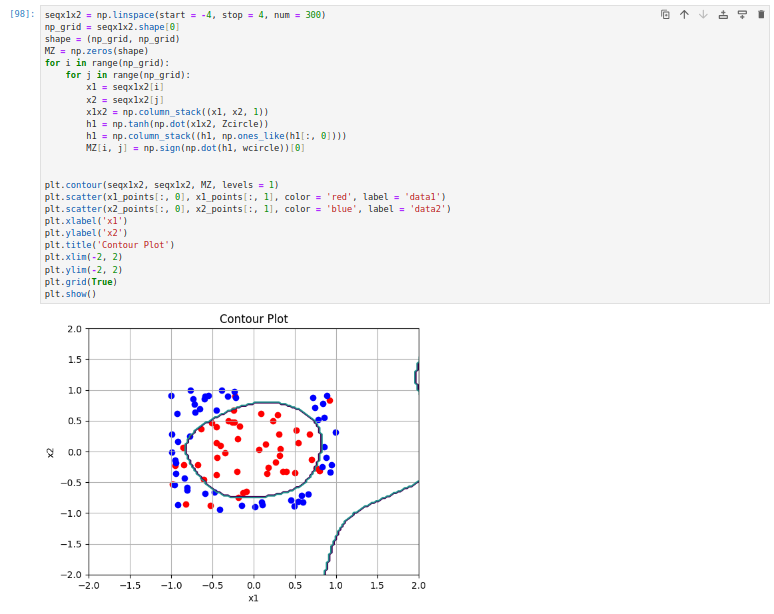 [98]:
seqx1x2 = np.linspace(start = -4, stop = 4, num = 300)
np_grid = seqx1x2.shape[0]
shape = (np_grid, np_grid)
MZ = np.zeros(shape)
for i in range(np_grid):
    for j in range(np_grid):
        x1 = seqx1x2[i]
        x2 = seqx1x2[j]
        x1x2 = np.column_stack((x1, x2, 1))
        h1 = np.tanh(np.dot(x1x2, Zcircle))
        h1 = np.column_stack((h1, np.ones_like(h1[:, 0])))
        MZ[i, j] = np.sign(np.dot(h1, wcircle))[0]
plt.contour(seqx1x2, seqx1x2, MZ, levels = 1)
plt.scatter(x1_points[:, 0], x1_points[:, 1], color = 'red', label = 'data1')
plt.scatter(x2_points[:, 0], x2_points[:, 1], color = 'blue', label = 'data2')
plt.xlabel('x1')
plt.ylabel('x2')
plt.title('Contour Plot')
plt.xlim(-2, 2)
plt.ylim(-2, 2)
plt.grid(True)
plt.show()
Contour Plot
2.0
1.5
1.0
0.5
0.0
−0.5
−1.0
−1.5
−2.0
x2
−2.0 −1.5 −1.0 −0.5 0.0 0.5 1.0 1.5 2.0
x1